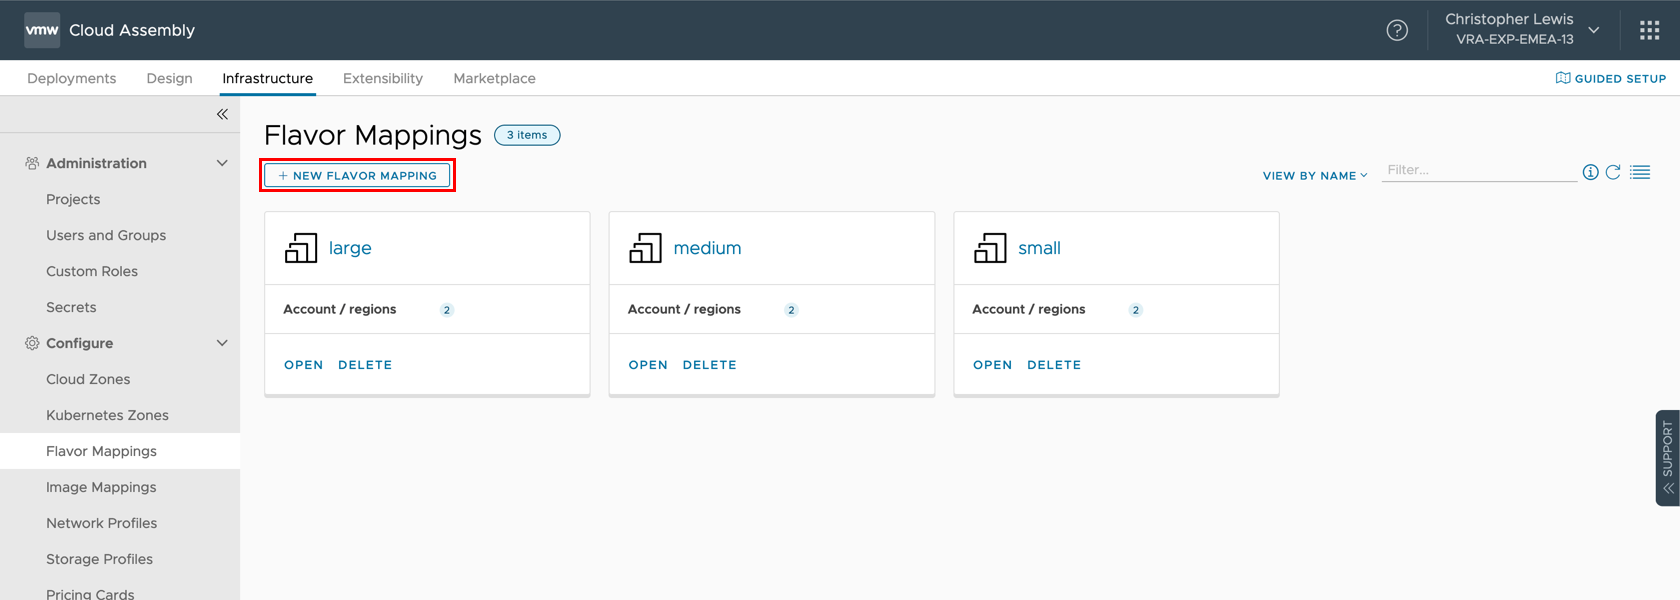 vmw Cloud Assembly
Christopher Lewis
VRA-EXP-EMEA-13
Deployments Design Infrastructure Extensibility Marketplace
GUIDED SETUP
Administration
Projects
Users and Groups
Custom Roles
Secrets
Configure
Cloud Zones
Kubernetes Zones
Flavor Mappings
Image Mappings
Network Profiles
Storage Profiles
Pricing Cards
Flavor Mappings 3 items
+ NEW FLAVOR MAPPING
VIEW BY NAME
Filter...
large
Account / regions 2
OPEN DELETE
medium
Account / regions 2
OPEN DELETE
small
Account / regions 2
OPEN DELETE
SUPPORT